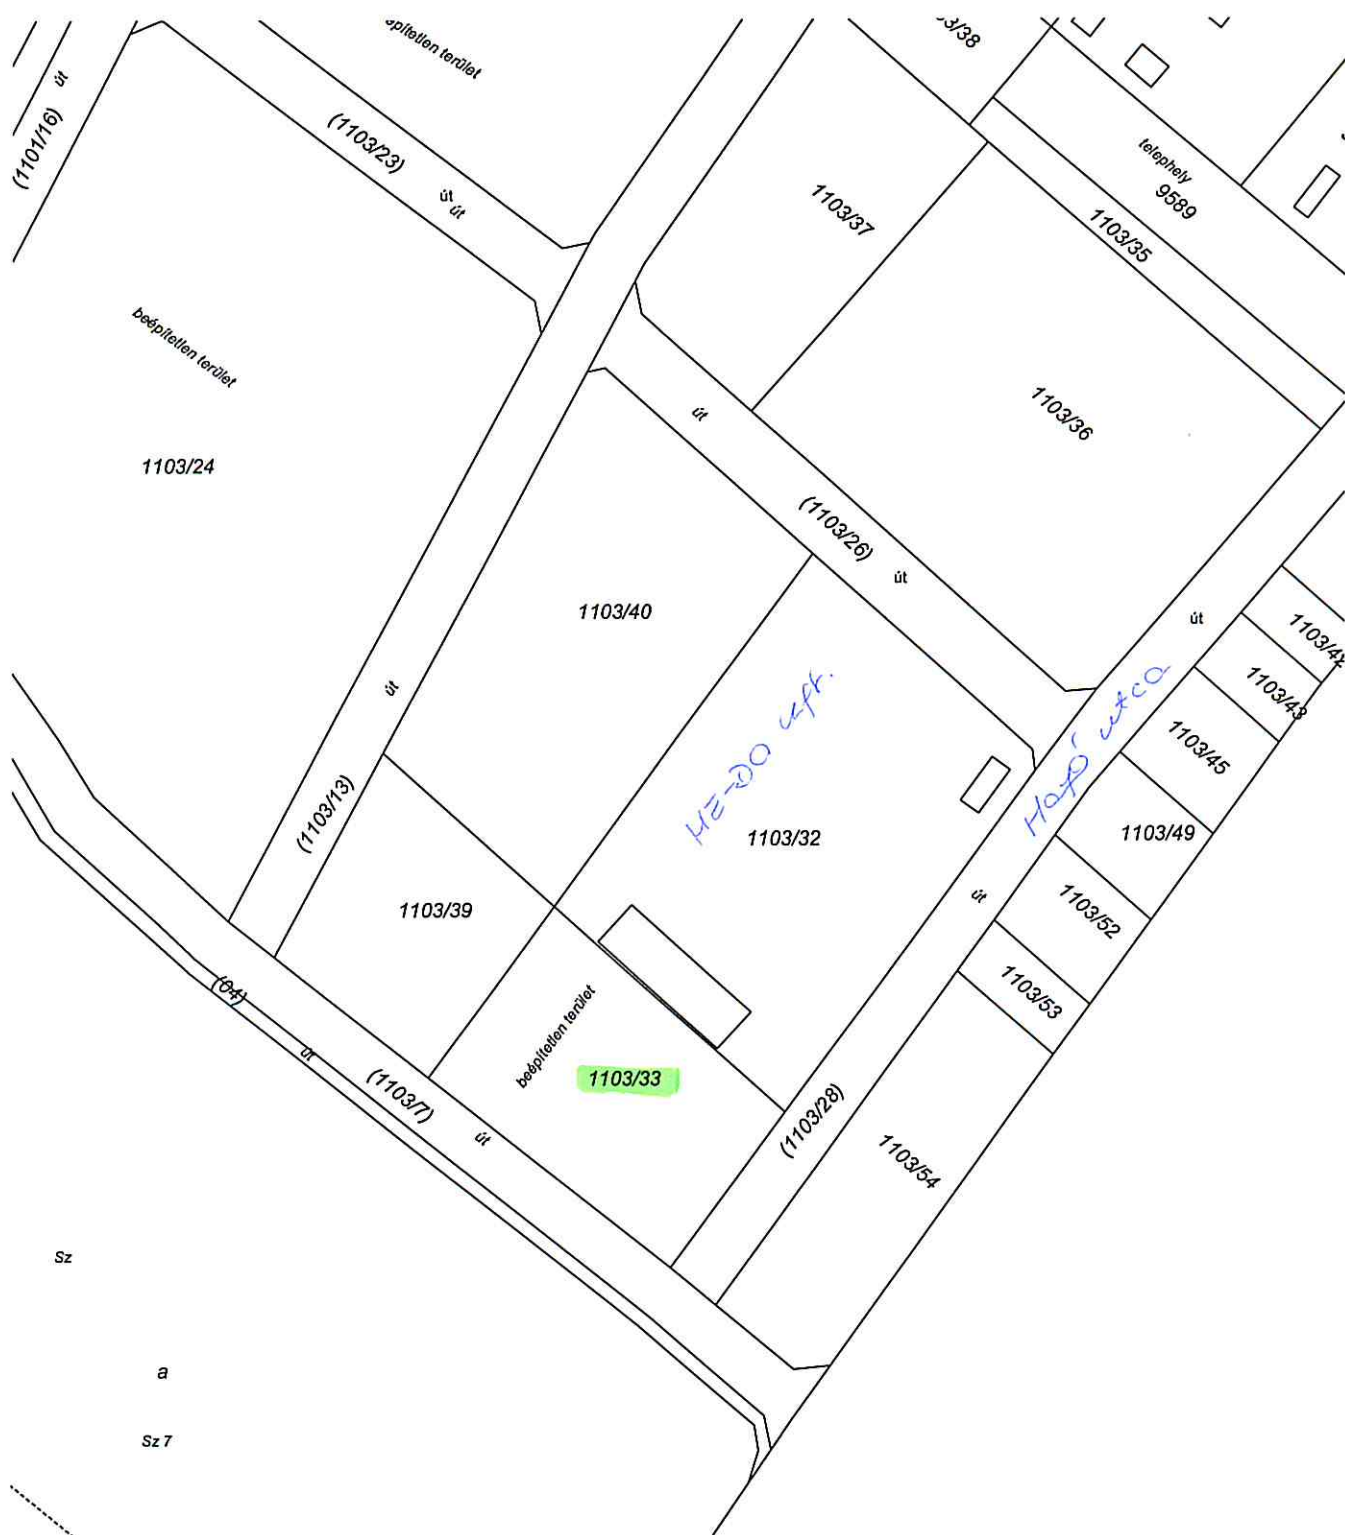 építetlen terület
03/38
(1101/16)
út
(1103/23)
út
út
telephely
9589
1103/37
1103/35
beépítetlen terület
1103/24
út
1103/36
(1103/26)
út
1103/40
út
1103/42
1103/43
1103/45
út
HE-DO kft.
Hajó utca
(1103/13)
1103/32
1103/49
1103/39
út
1103/52
(04)
1103/53
beépítetlen terület
út
(1103/7)
1103/33
út
(1103/28)
1103/54
Sz
a
Sz 7